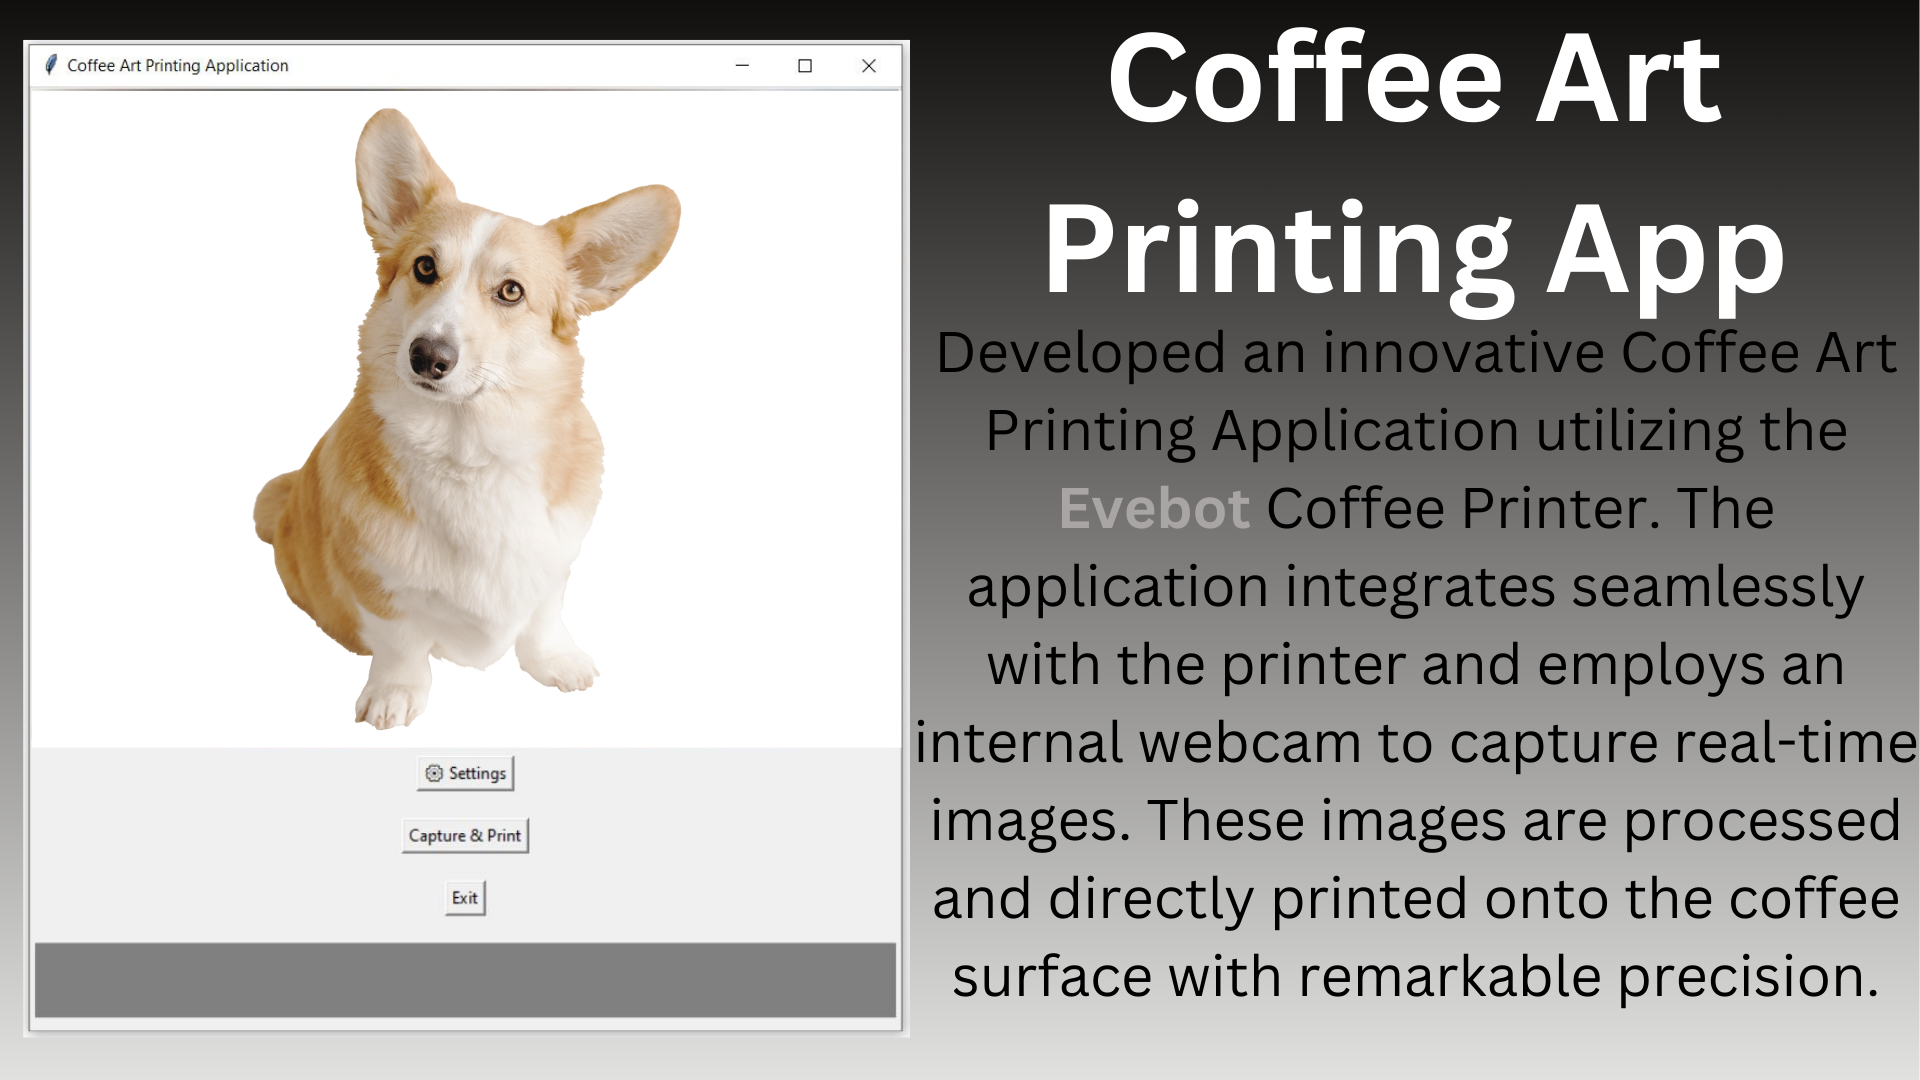 Coffee Art Printing Application
Settings
Capture & Print
Exit
Coffee Art
Printing App
Developed an innovative Coffee Art
Printing Application utilizing the
Evebot Coffee Printer. The
application integrates seamlessly
with the printer and employs an
internal webcam to capture real-time
images. These images are processed
and directly printed onto the coffee
surface with remarkable precision.